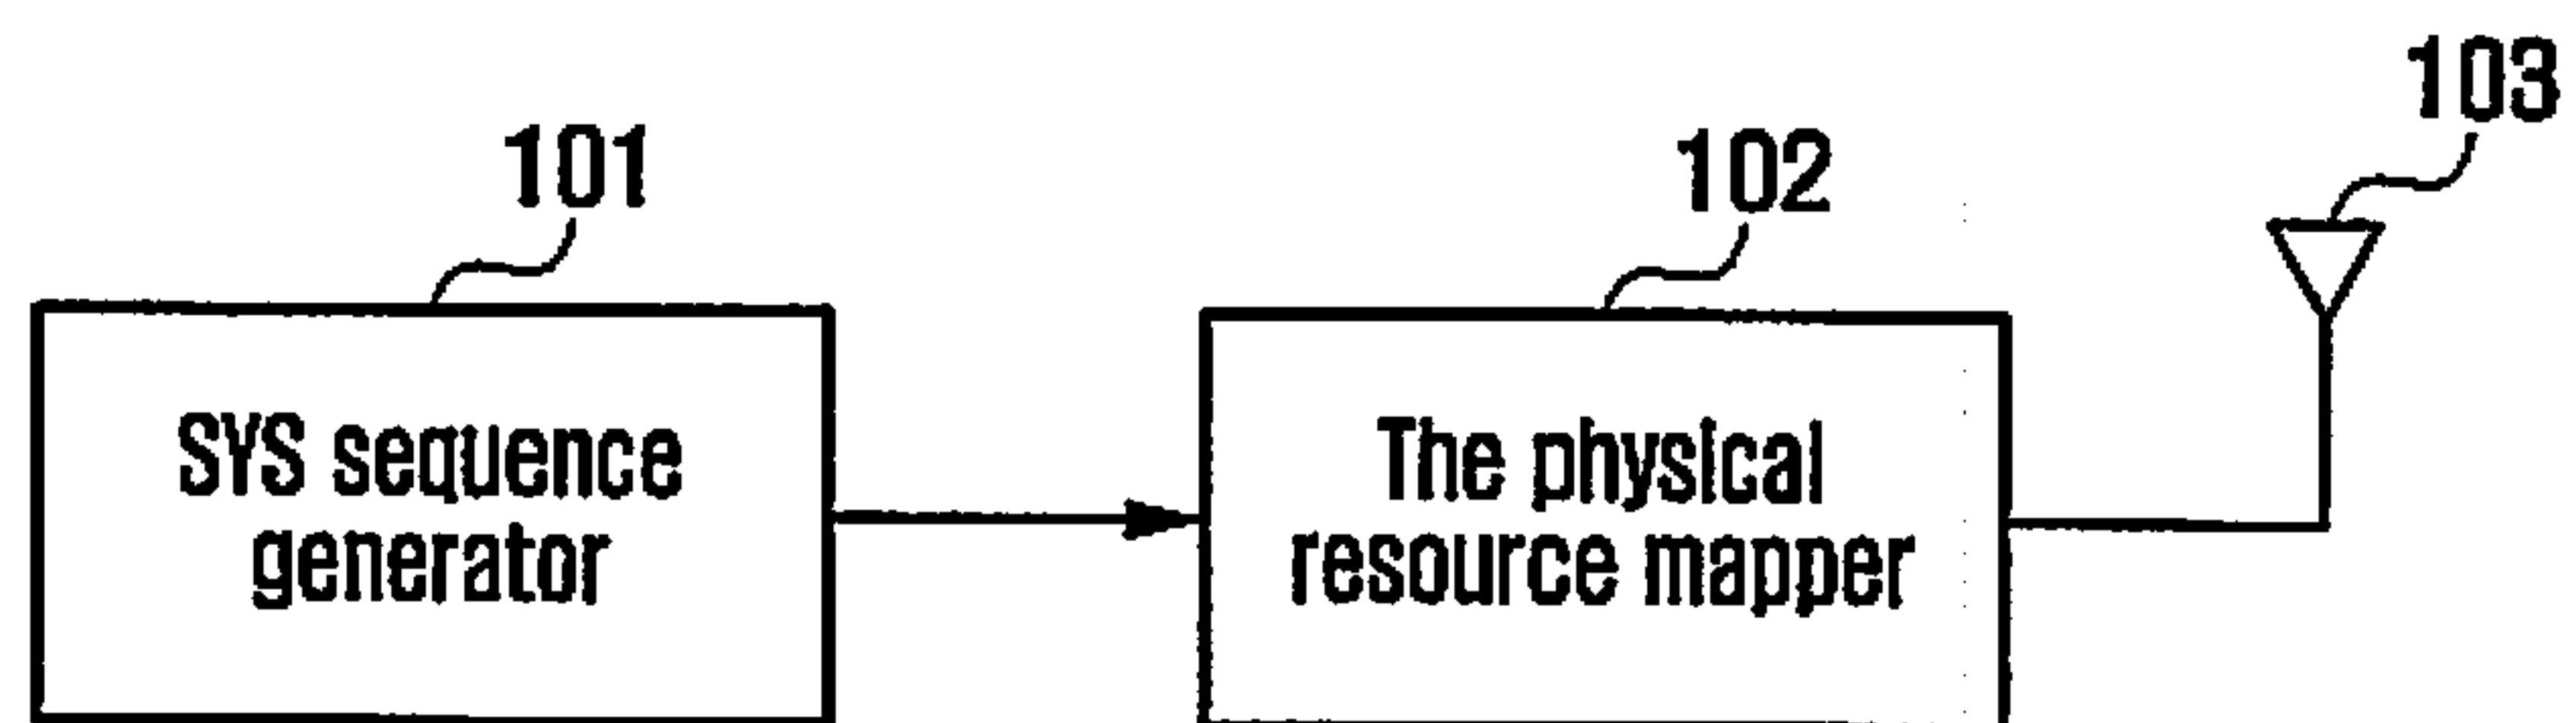 103
101
102
SYS sequence
generator
The physical
resource mapper